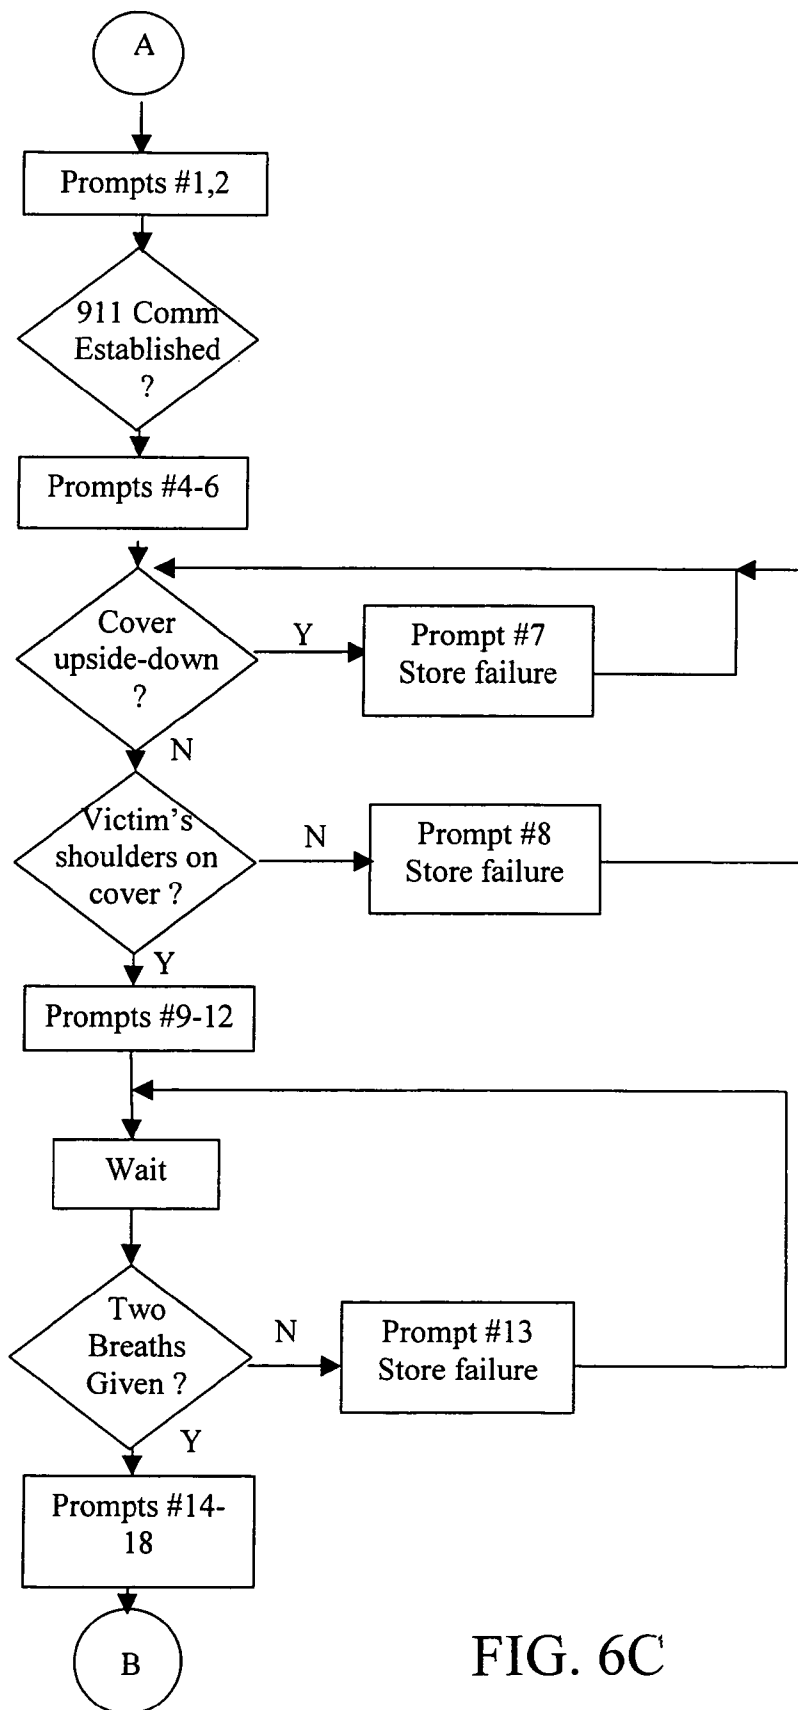 A
Prompts #1,2
911 Comm
Established
?
Prompts #4-6
Cover
upside-down
?
Y
Prompt #7
Store failure
N
Victim's
shoulders on
cover ?
N
Prompt #8
Store failure
Y
Prompts #9-12
Wait
Two
Breaths
Given ?
N
Prompt #13
Store failure
Y
Prompts #14-
18
B
FIG. 6C